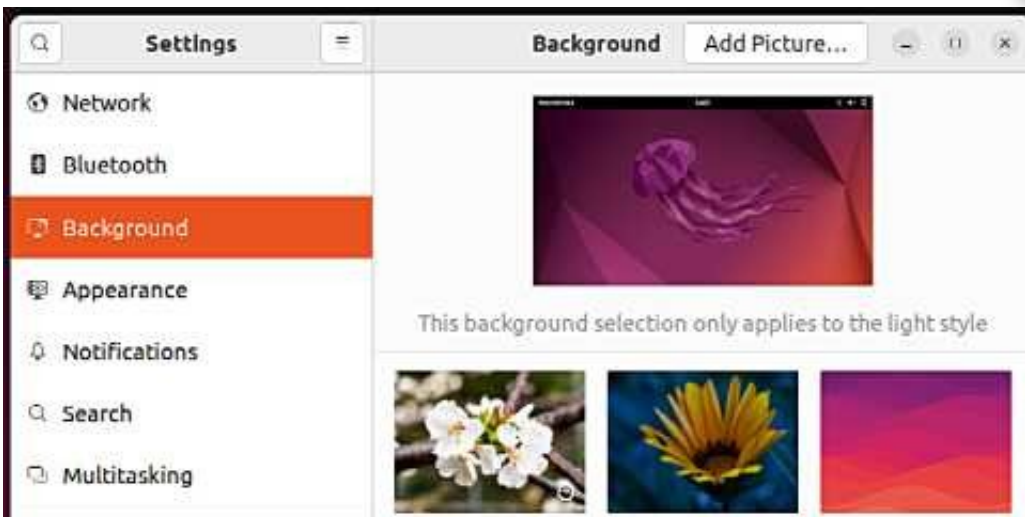 Settings
Background
Add Picture...
Network
Bluetooth
Background
Appearance
Notifications
Search
Multitasking
This background selection only applies to the light style